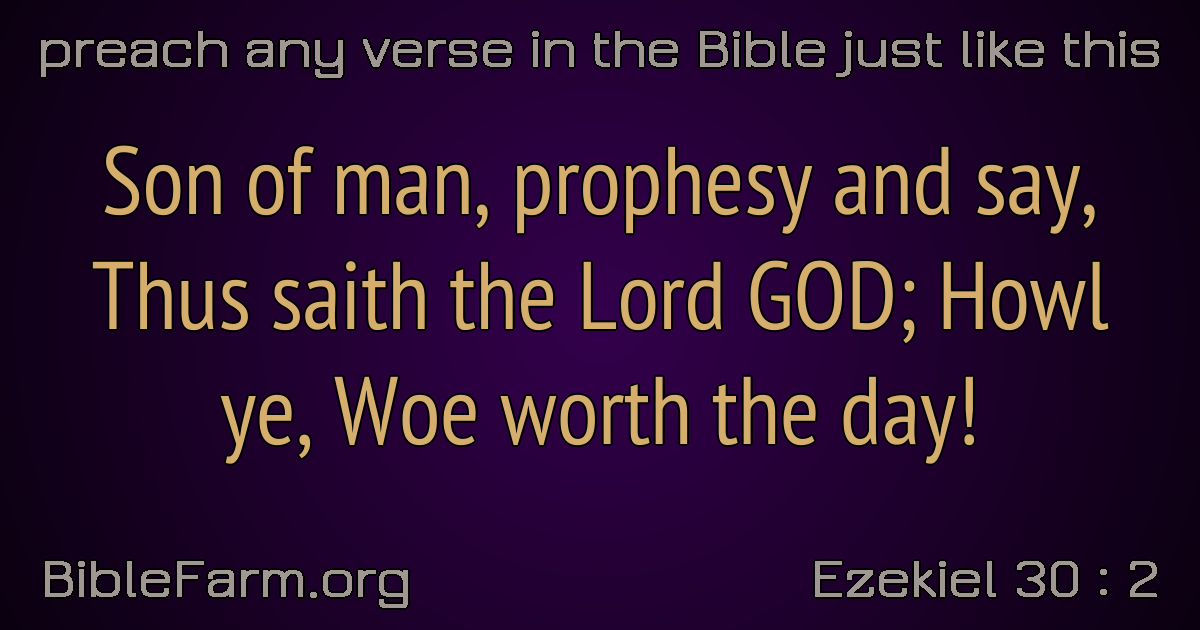 preach any verse in the Bible just like this
Son of man, prophesy and say,
Thus saith the Lord GOD; Howl
ye, Woe worth the day!
BibleFarm.org
Ezekiel 30 : 2